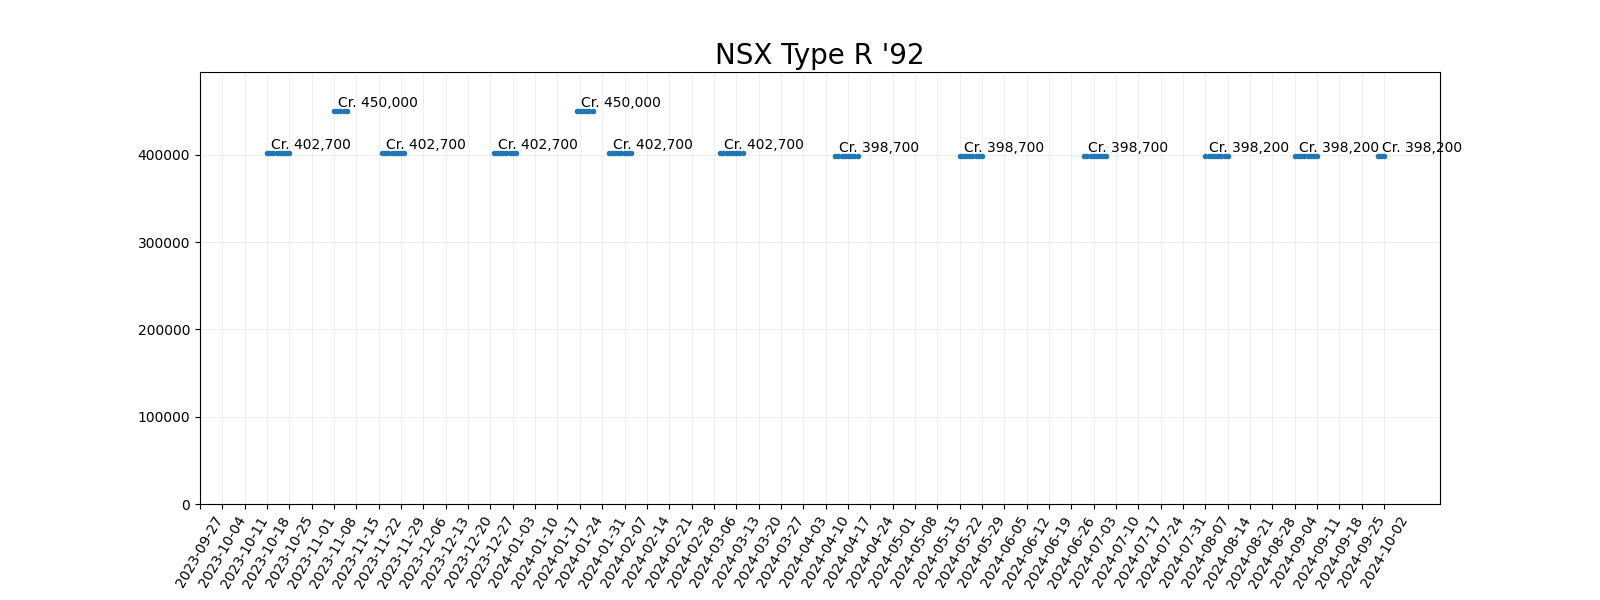 NSX Type R '92
Cr. 450,000 Cr. 450,000
Cr. 402,700 Cr. 402,700 Cr. 402,700 Cr. 402,700 Cr. 402,700 Cr. 398,700 Cr. 398,700 Cr. 398,700 Cr. 398,200 Cr. 398,200 Cr. 398,200
400000
300000
200000
100000
0
2023-09-27 2023-10-04 2023-10-11 2023-10-18 2023-10-25 2023-11-01 2023-11-08 2023-11-15 2023-11-22 2023-11-29 2023-12-06 2023-12-13 2023-12-20 2023-12-27 2024-01-03 2024-01-10 2024-01-17 2024-01-24 2024-01-31 2024-02-07 2024-02-14 2024-02-21 2024-02-28 2024-03-06 2024-03-13 2024-03-20 2024-03-27 2024-04-03 2024-04-10 2024-04-17 2024-04-24 2024-05-01 2024-05-08 2024-05-15 2024-05-22 2024-05-29 2024-06-05 2024-06-12 2024-06-19 2024-06-26 2024-07-03 2024-07-10 2024-07-17 2024-07-24 2024-07-31 2024-08-07 2024-08-14 2024-08-21 2024-08-28 2024-09-04 2024-09-11 2024-09-18 2024-09-25 2024-10-02